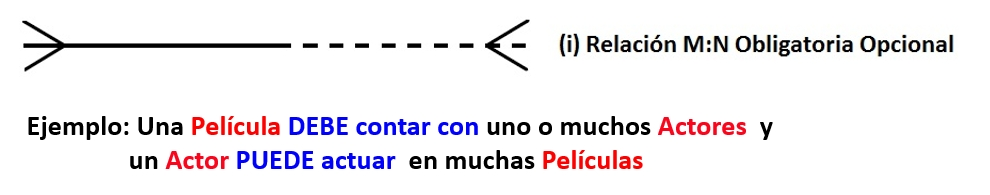 (i) Relación M:N Obligatoria Opcional
Ejemplo: Una Película DEBE contar con uno o muchos Actores y
un Actor PUEDE actuar en muchas Películas